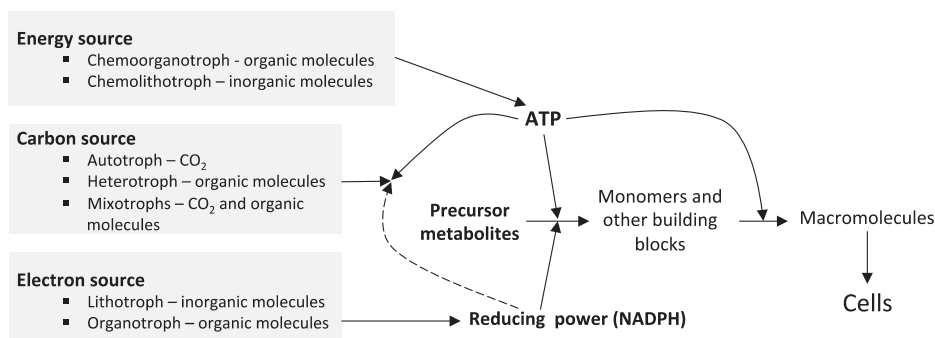 Energy source
▪ Chemoorganotroph - organic molecules
▪ Chemolithotroph – inorganic molecules
ATP
Carbon source
▪ Autotroph – CO₂
▪ Heterotroph – organic molecules
▪ Mixotrophs – CO₂ and organic
molecules
Precursor
metabolites
Monomers and
other building
blocks
Macromolecules
Cells
Electron source
▪ Lithotroph – inorganic molecules
▪ Organotroph – organic molecules
Reducing power (NADPH)